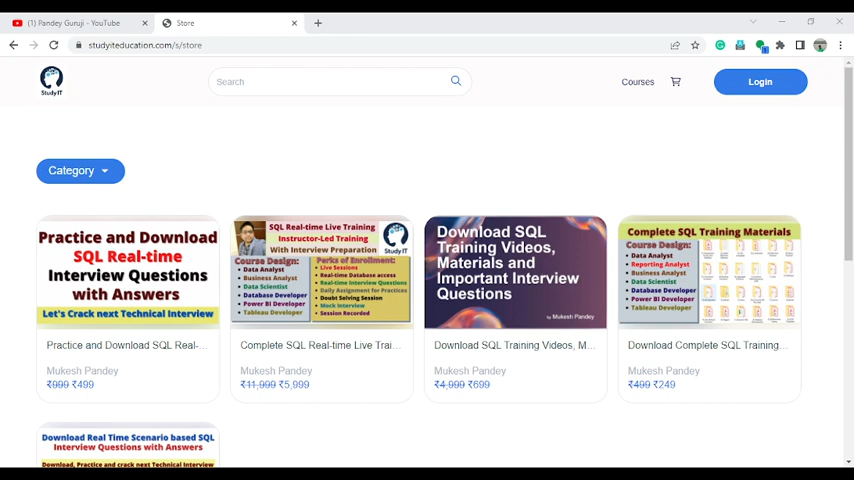 (1) Pandey Guruji - YouTube
Store
studyiteducation.com/s/store
Study IT
Search
Courses
Login
Category
Practice and Download
SQL Real-time
Interview Questions
with Answers
Let's Crack next Technical Interview
Practice and Download SQL Real-...
Mukesh Pandey
₹999 ₹499
SQL Real-time Live Training
Instructor-Led Training
With Interview Preparation
Study IT
Course Design:
Data Analyst
Business Analyst
Data Scientist
Database Developer
Power BI Developer
Tableau Developer
Perks of Enrollment:
Live Sessions
Real-time Database access
Real-time Interview Questions
Daily Assignment for Practices
Doubt Solving Session
Mock Interview
Session Recorded
Complete SQL Real-time Live Trai...
Mukesh Pandey
₹11,999 ₹5,999
Download SQL
Training Videos,
Materials and
Important Interview
Questions
by Mukesh Pandey
Download SQL Training Videos, M...
Mukesh Pandey
₹4,999 ₹699
Complete SQL Training Materials
Course Design:
Data Analyst
Reporting Analyst
Business Analyst
Data Scientist
Database Developer
Power BI Developer
Tableau Developer
Download Complete SQL Training...
Mukesh Pandey
₹499 ₹249
Download Real Time Scenario based SQL
Interview Questions with Answers
Download, Practice and crack next Technical Interview